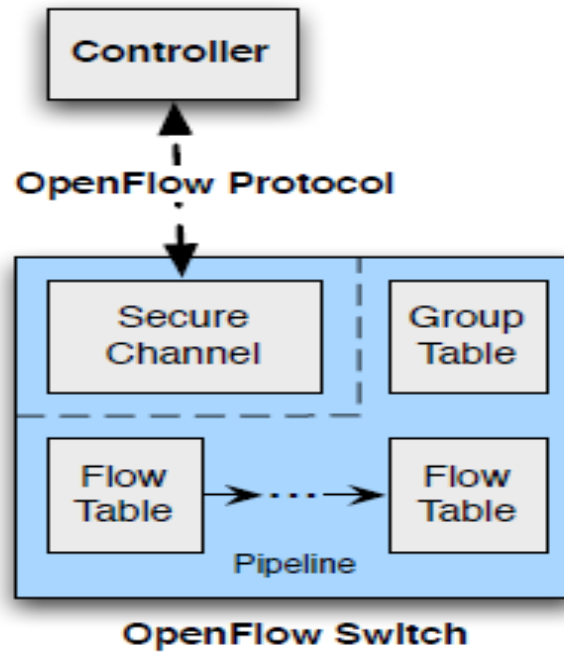 Controller
OpenFlow Protocol
Secure
Channel
Group
Table
Flow
Table
...
Flow
Table
Pipeline
OpenFlow Switch